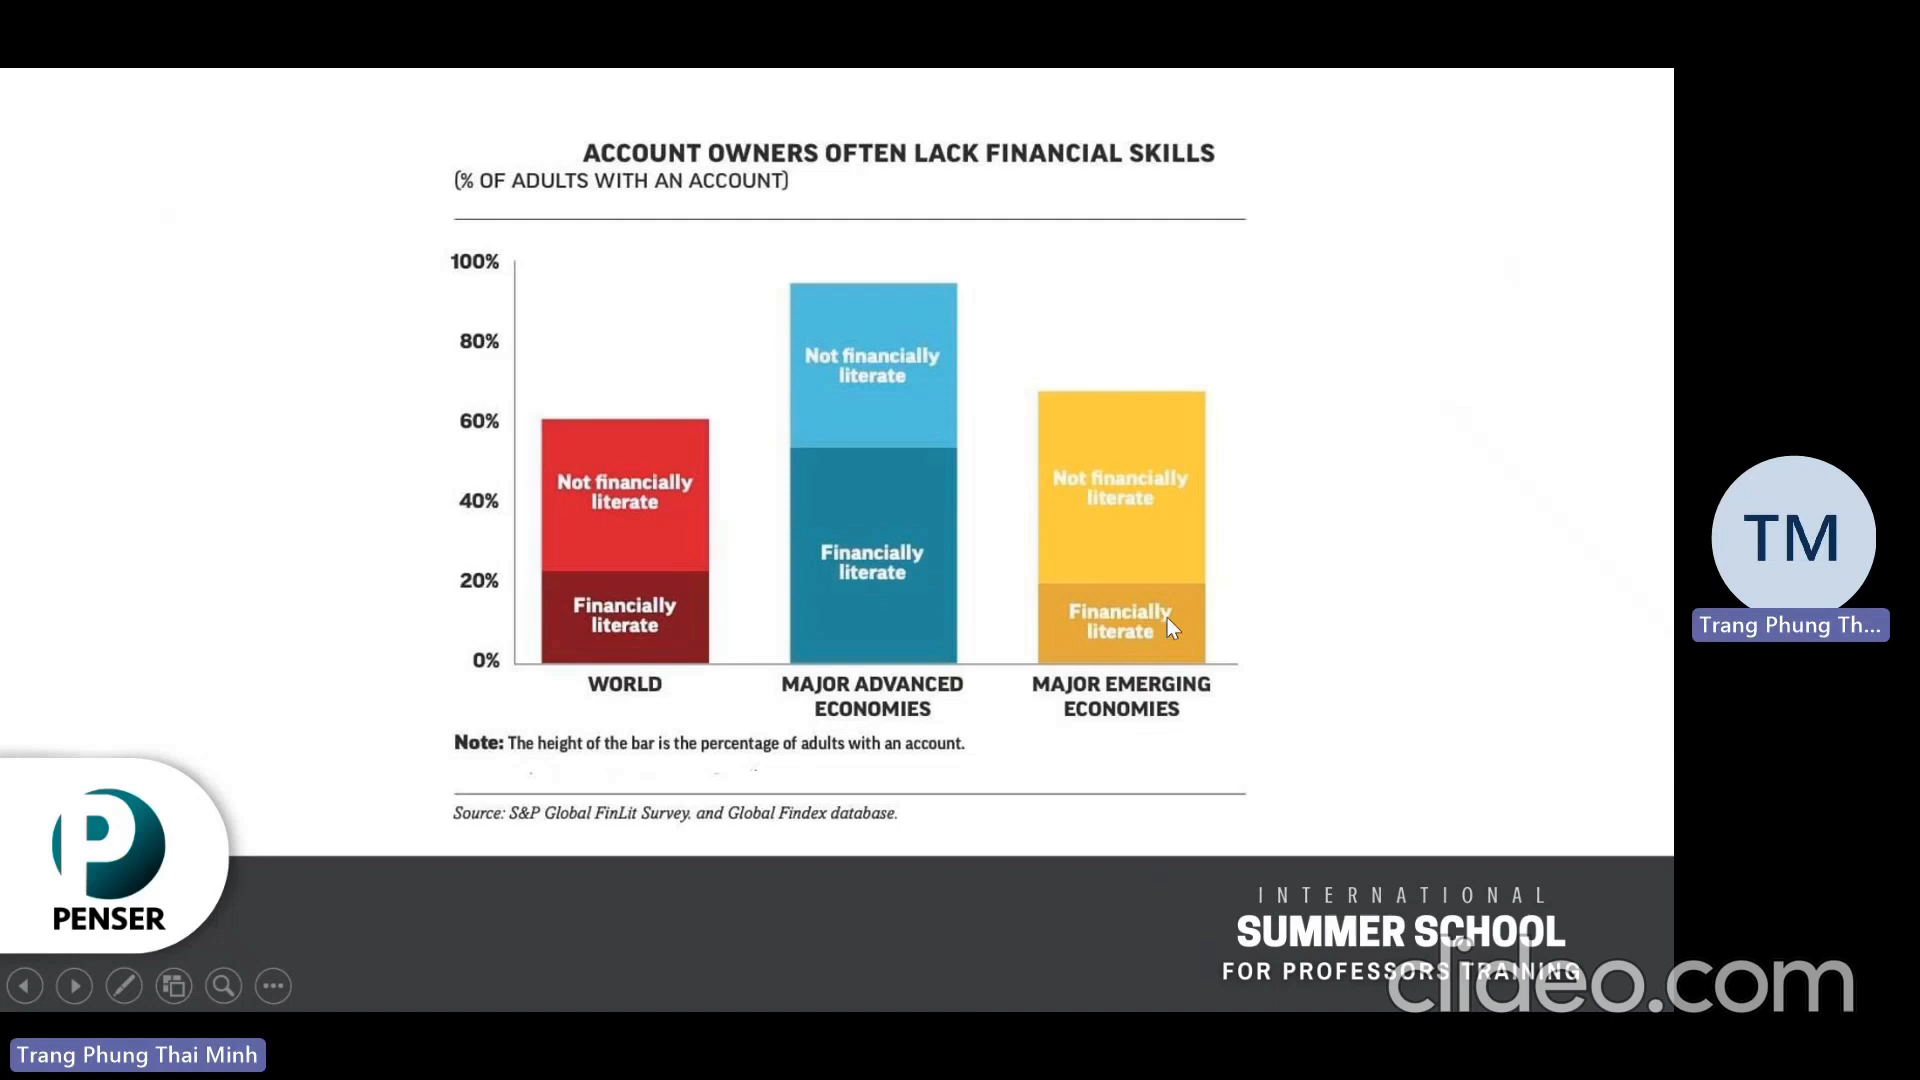 ACCOUNT OWNERS OFTEN LACK FINANCIAL SKILLS
(% OF ADULTS WITH AN ACCOUNT)
100%
80%
60%
40%
20%
0%
Not financially
literate
Financially
literate
Not financially
literate
Financially
literate
Not financially
literate
Financially
literate
WORLD
MAJOR ADVANCED
ECONOMIES
MAJOR EMERGING
ECONOMIES
Note: The height of the bar is the percentage of adults with an account.
Source: S&P Global FinLit Survey. and Global Findex database.
PENSER
INTERNATIONAL
SUMMER SCHOOL
FOR PROFESSORS TRAINING
clideo.com
TM
Trang Phung Th...
Trang Phung Thai Minh